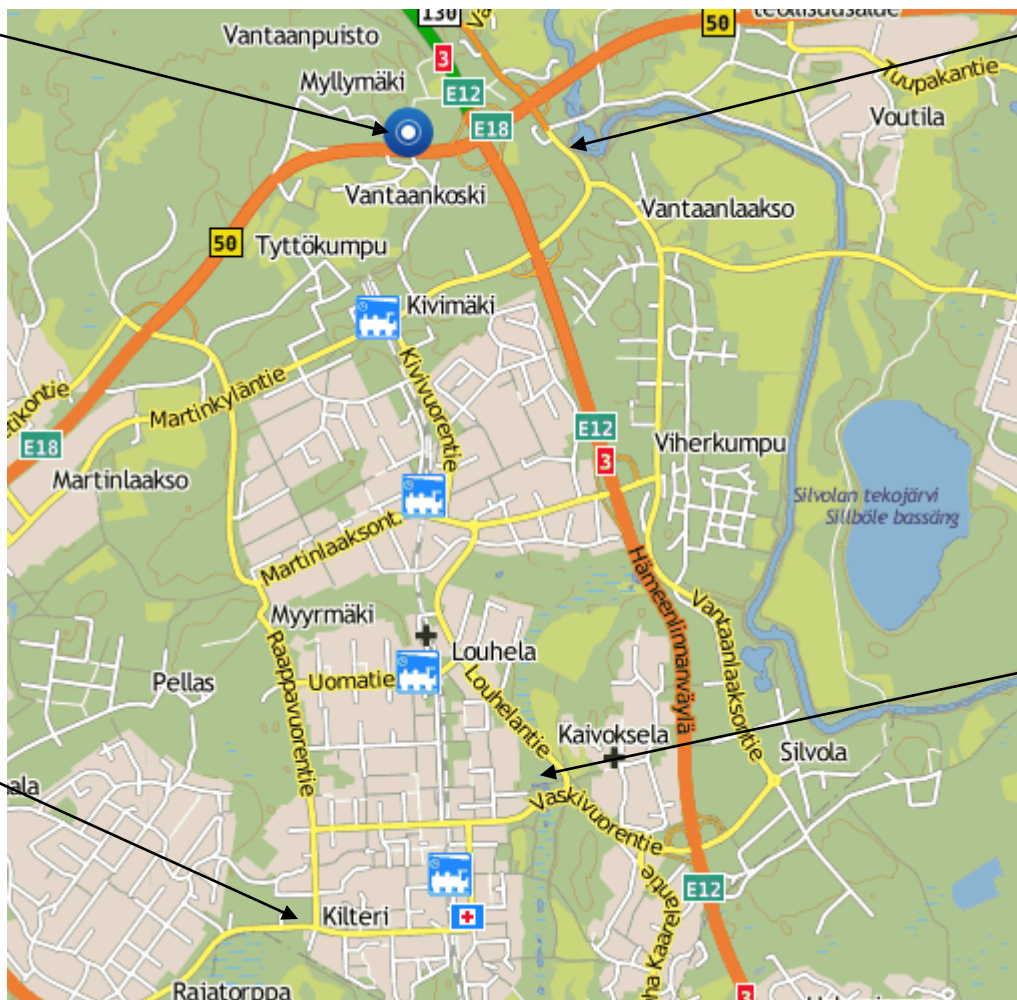 130
50
Vantaanpuisto
3
Myllymäki
E12
E18
Tuupakantie
Voutila
Vantaankoski
Vantaanlaakso
50
Tyttökumpu
Kivimäki
Kivivuorentie
Martinkyläntie
E18
E12
3
Viherkumpu
Martinlaakso
Silvolan tekojärvi
Sillböle bassäng
Martinlaaksont.
Hämeenlinnanväylä
Vantaanlaaksontie
Myyrmäki
Louhela
Raappavuorentie
Uomatie
Louhelantie
Pellas
Kaivoksela
Silvola
Vaskivuorentie
E12
Kilteri
Rajatorppa
3